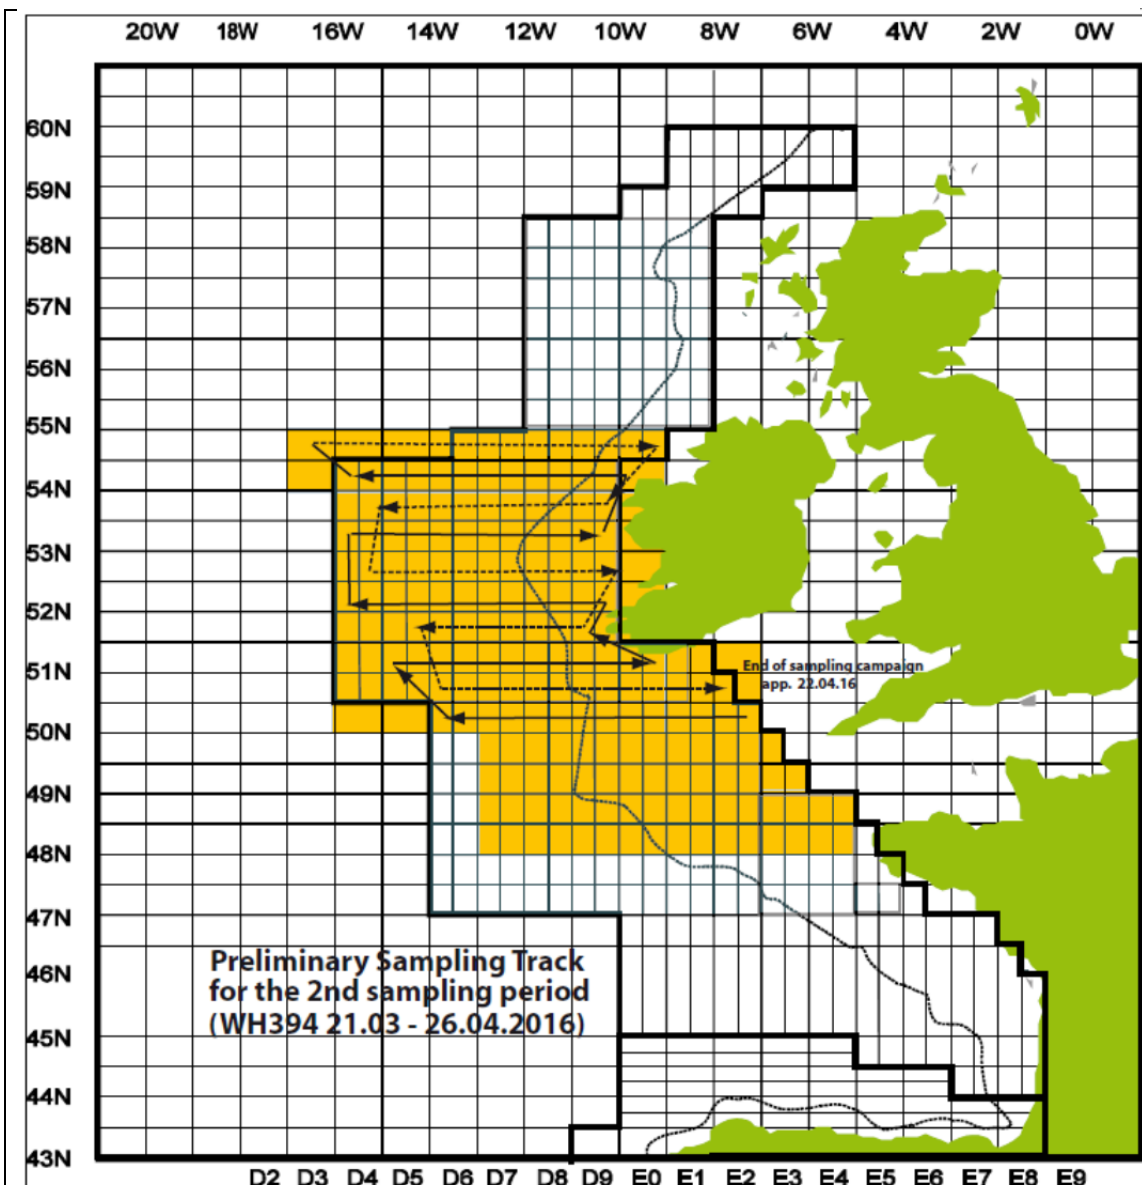 20W 18W 16W 14W 12W 10W 8W 6W 4W 2W 0W
60N
59N
58N
57N
56N
55N
54N
53N
52N
51N
50N
49N
48N
47N
46N
45N
44N
43N
End of sampling campaign
app. 22.04.16
Preliminary Sampling Track
for the 2nd sampling period
(WH394 21.03 - 26.04.2016)
D2 D3 D4 D5 D6 D7 D8 D9 E0 E1 E2 E3 E4 E5 E6 E7 E8 E9